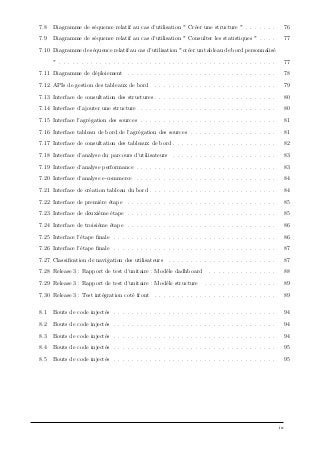 7.8 Diagramme de séquence relatif au cas d'utilisation " Créer une structure " . . . . . . . 76
7.9 Diagramme de séquence relatif au cas d'utilisation " Consulter les statistiques " . . . . 77
7.10 Diagramme de séquence relatif au cas d'utilisation "créer un tableau de bord personnalisé
" . . . . . . . . . . . . . . . . . . . . . . . . . . . . . . . . . . . . . . 77
7.11 Diagramme de déploiement . . . . . . . . . . . . . . . . . . . . . . . . . . 78
7.12 APIs de gestion des tableaux de bord . . . . . . . . . . . . . . . . . . . . . . 79
7.13 Interface de consultation des structures . . . . . . . . . . . . . . . . . . . . . 80
7.14 Interface d'ajouter une structure . . . . . . . . . . . . . . . . . . . . . . . . 80
7.15 Interface l'agrégation des sources . . . . . . . . . . . . . . . . . . . . . . . . 81
7.16 Interface tableau de bord de l'agrégation des sources . . . . . . . . . . . . . . . 81
7.17 Interface de consultation des tableaux de bord . . . . . . . . . . . . . . . . . . 82
7.18 Interface d'analyse du parcours d'utilisateurs . . . . . . . . . . . . . . . . . . 83
7.19 Interface d'analyse performance . . . . . . . . . . . . . . . . . . . . . . . . 83
7.20 Interface d'analyse e-commerce . . . . . . . . . . . . . . . . . . . . . . . . 84
7.21 Interface de création tableau du bord . . . . . . . . . . . . . . . . . . . . . . 84
7.22 Interface de première étape . . . . . . . . . . . . . . . . . . . . . . . . . . 85
7.23 Interface de deuxième étape . . . . . . . . . . . . . . . . . . . . . . . . . . 85
7.24 Interface de troisième étape . . . . . . . . . . . . . . . . . . . . . . . . . . 86
7.25 Interface l'étape finale . . . . . . . . . . . . . . . . . . . . . . . . . . . . 86
7.26 Interface l'étape finale . . . . . . . . . . . . . . . . . . . . . . . . . . . . 87
7.27 Classification de navigation des utilisateurs . . . . . . . . . . . . . . . . . . . 87
7.28 Release 3 : Rapport de test d'unitaire : Modèle dashboard . . . . . . . . . . . . 88
7.29 Release 3 : Rapport de test d'unitaire : Modèle structure . . . . . . . . . . . . . 89
7.30 Release 3 : Test intégration coté front . . . . . . . . . . . . . . . . . . . . . 89
8.1 Bouts de code injectés . . . . . . . . . . . . . . . . . . . . . . . . . . . . 94
8.2 Bouts de code injectés . . . . . . . . . . . . . . . . . . . . . . . . . . . . 94
8.3 Bouts de code injectés . . . . . . . . . . . . . . . . . . . . . . . . . . . . 94
8.4 Bouts de code injectés . . . . . . . . . . . . . . . . . . . . . . . . . . . . 95
8.5 Bouts de code injectés . . . . . . . . . . . . . . . . . . . . . . . . . . . . 95